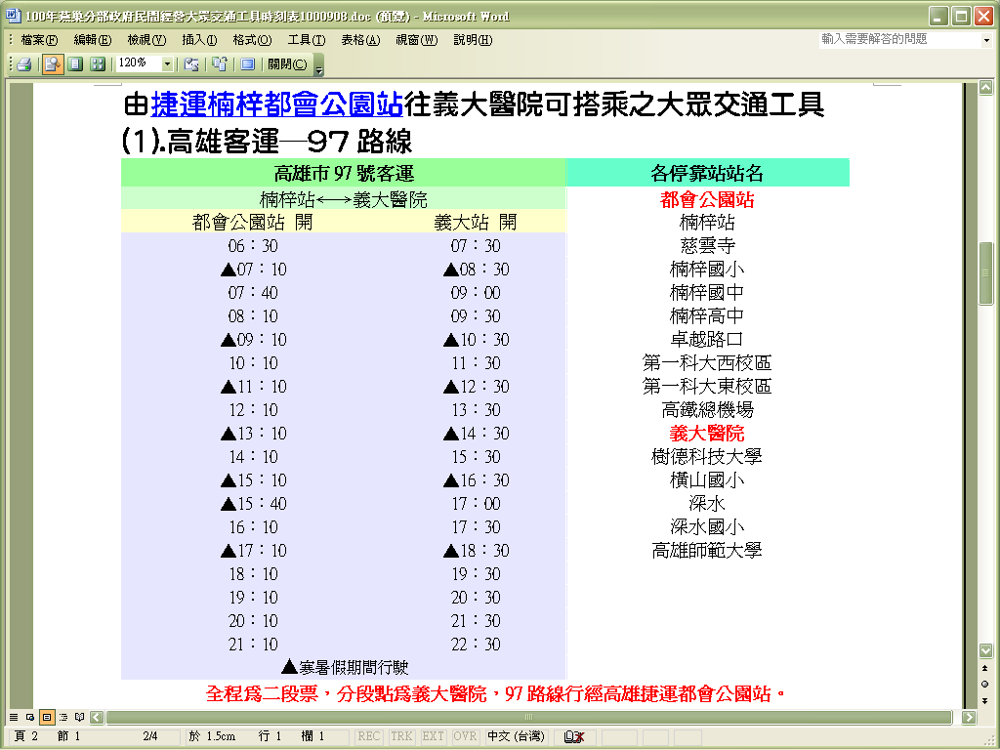 100年燕巢分部政府民間經營大眾交通工具時刻表1000908.doc (預覽) - Microsoft Word
檔案(F) 編輯(E) 檢視(V) 插入(I) 格式(O) 工具(T) 表格(A) 視窗(W) 說明(H) 輸入需要解答的問題
120% 關閉(C)
由捷運楠梓都會公園站往義大醫院可搭乘之大眾交通工具
(1).高雄客運─97 路線
高雄市 97 號客運 各停靠站站名
楠梓站←→義大醫院 都會公園站
都會公園站 開 義大站 開 楠梓站
06：30 07：30 慈雲寺
▲07：10 ▲08：30 楠梓國小
07：40 09：00 楠梓國中
08：10 09：30 楠梓高中
▲09：10 ▲10：30 卓越路口
10：10 11：30 第一科大西校區
▲11：10 ▲12：30 第一科大東校區
12：10 13：30 高鐵總機場
▲13：10 ▲14：30 義大醫院
14：10 15：30 樹德科技大學
▲15：10 ▲16：30 橫山國小
▲15：40 17：00 深水
16：10 17：30 深水國小
▲17：10 ▲18：30 高雄師範大學
18：10 19：30
19：10 20：30
20：10 21：30
21：10 22：30
▲寒暑假期間行駛
全程為二段票，分段點為義大醫院，97 路線行經高雄捷運都會公園站。
頁 2 節 1 2/4 於 1.5cm 行 1 欄 1 REC TRK EXT OVR 中文 (台灣)